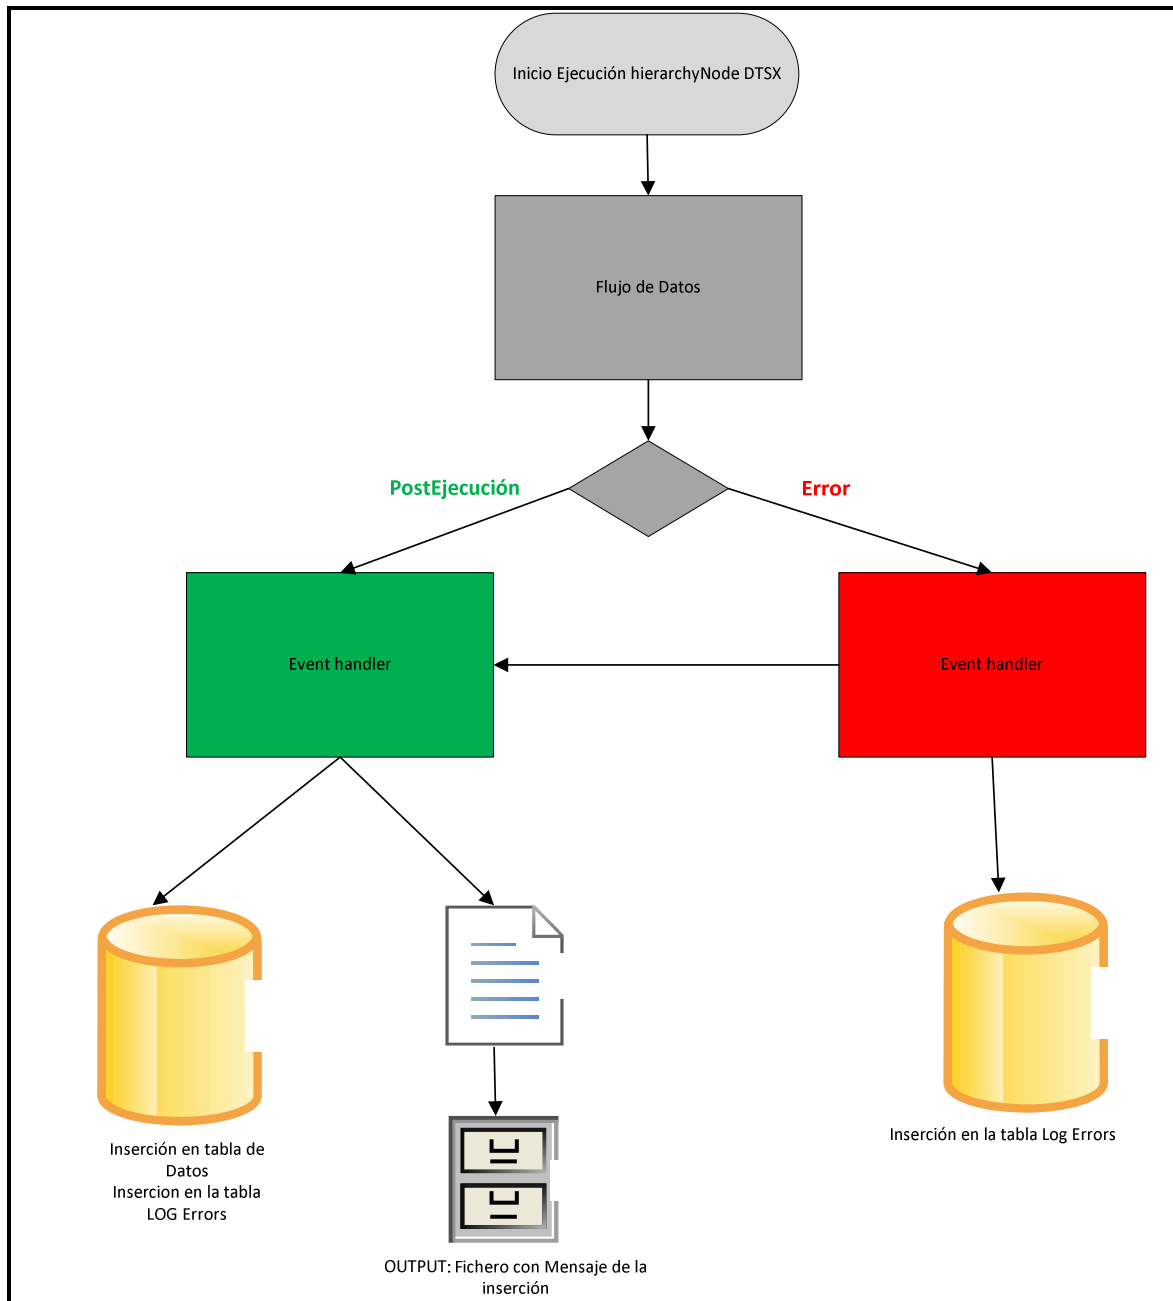 Inicio Ejecución hierarchyNode DTSX
Flujo de Datos
PostEjecución
Error
Event handler
Event handler
Inserción en tabla de
Datos
Insercion en la tabla
LOG Errors
Inserción en la tabla Log Errors
OUTPUT: Fichero con Mensaje de la
inserción